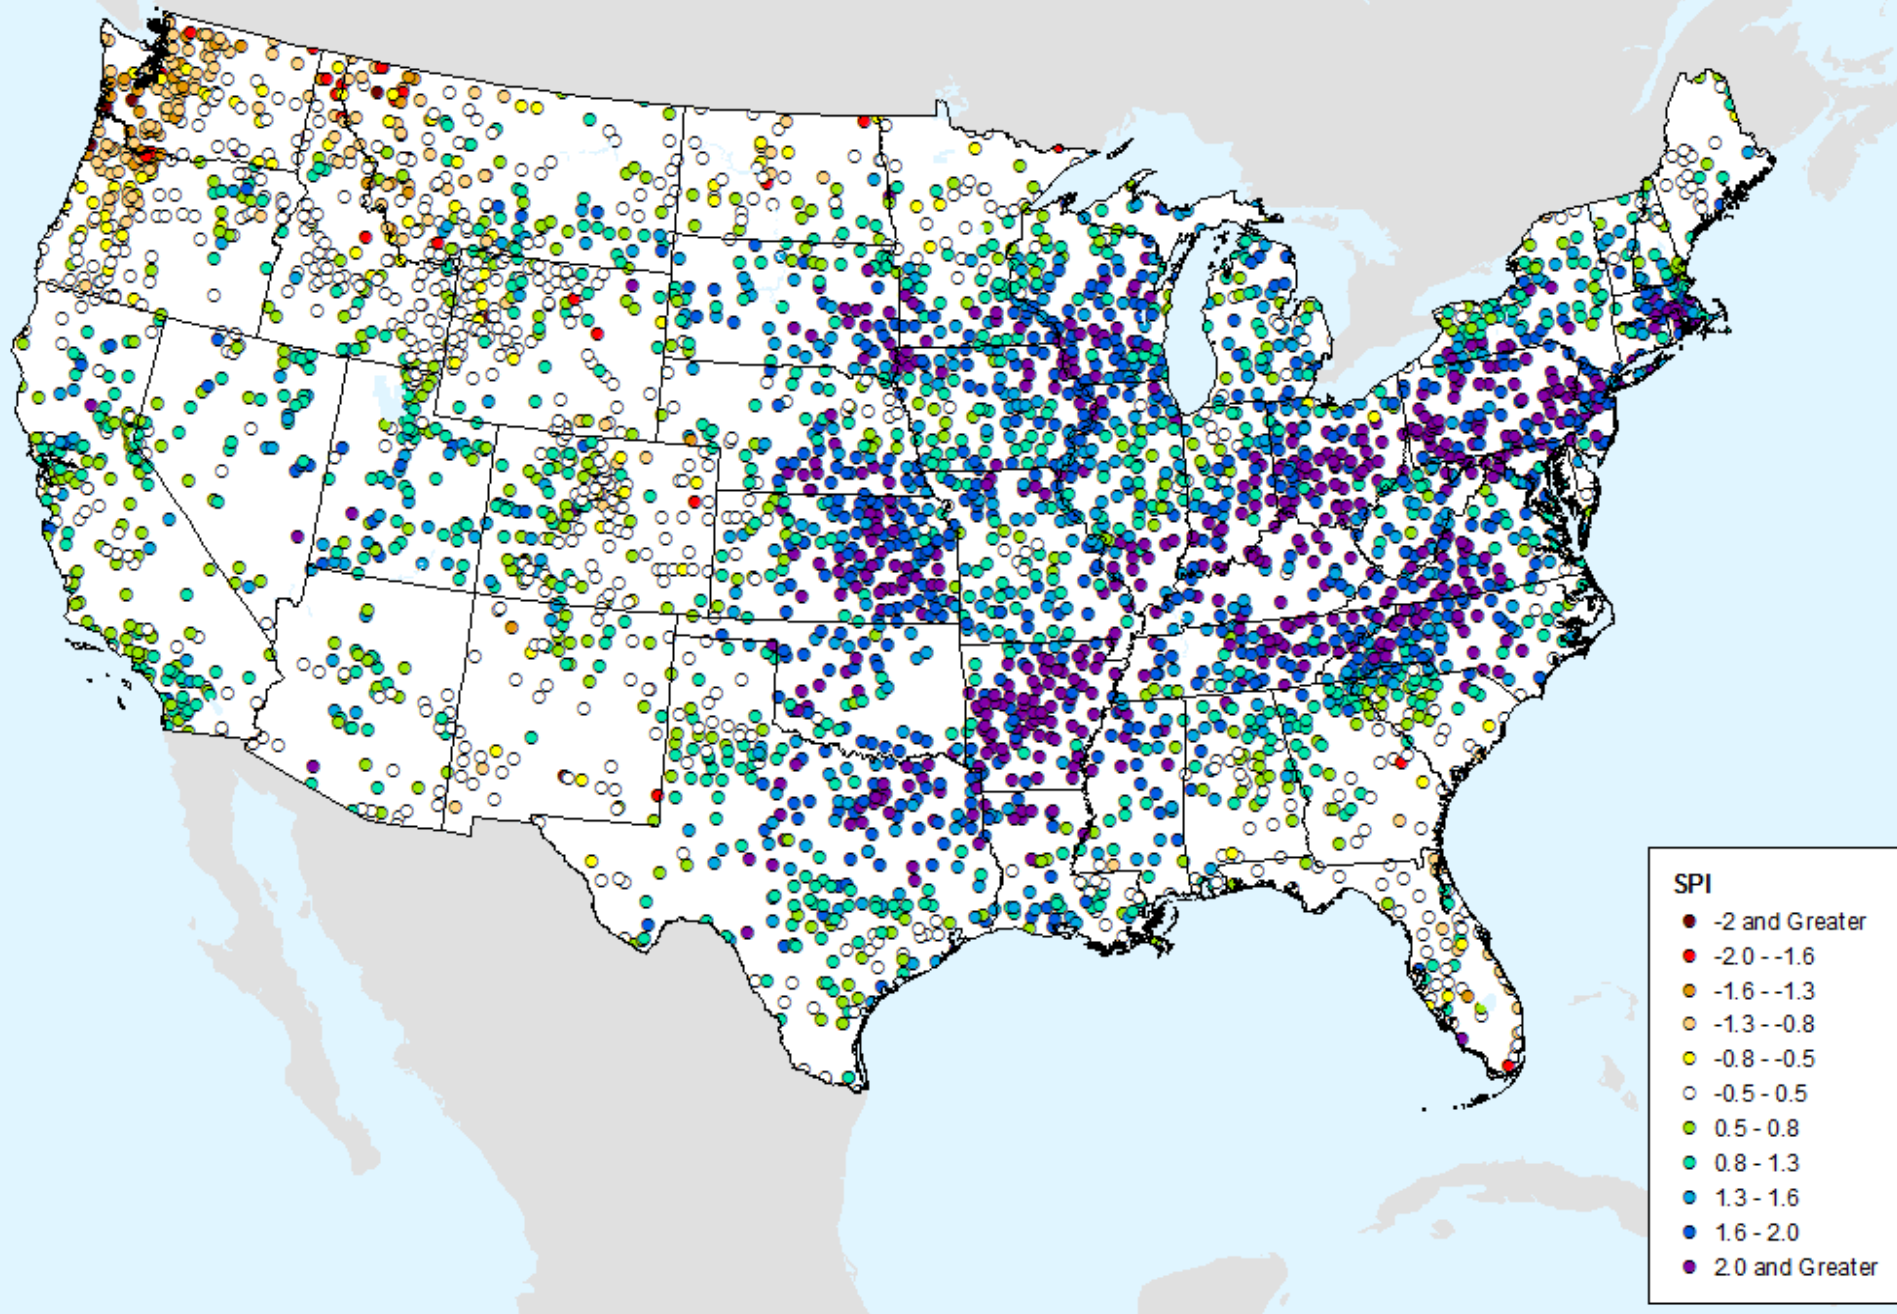 SPI
-2 and Greater
-2.0 - -1.6
-1.6 - -1.3
-1.3 - -0.8
-0.8 - -0.5
-0.5 - 0.5
0.5 - 0.8
0.8 - 1.3
1.3 - 1.6
1.6 - 2.0
2.0 and Greater